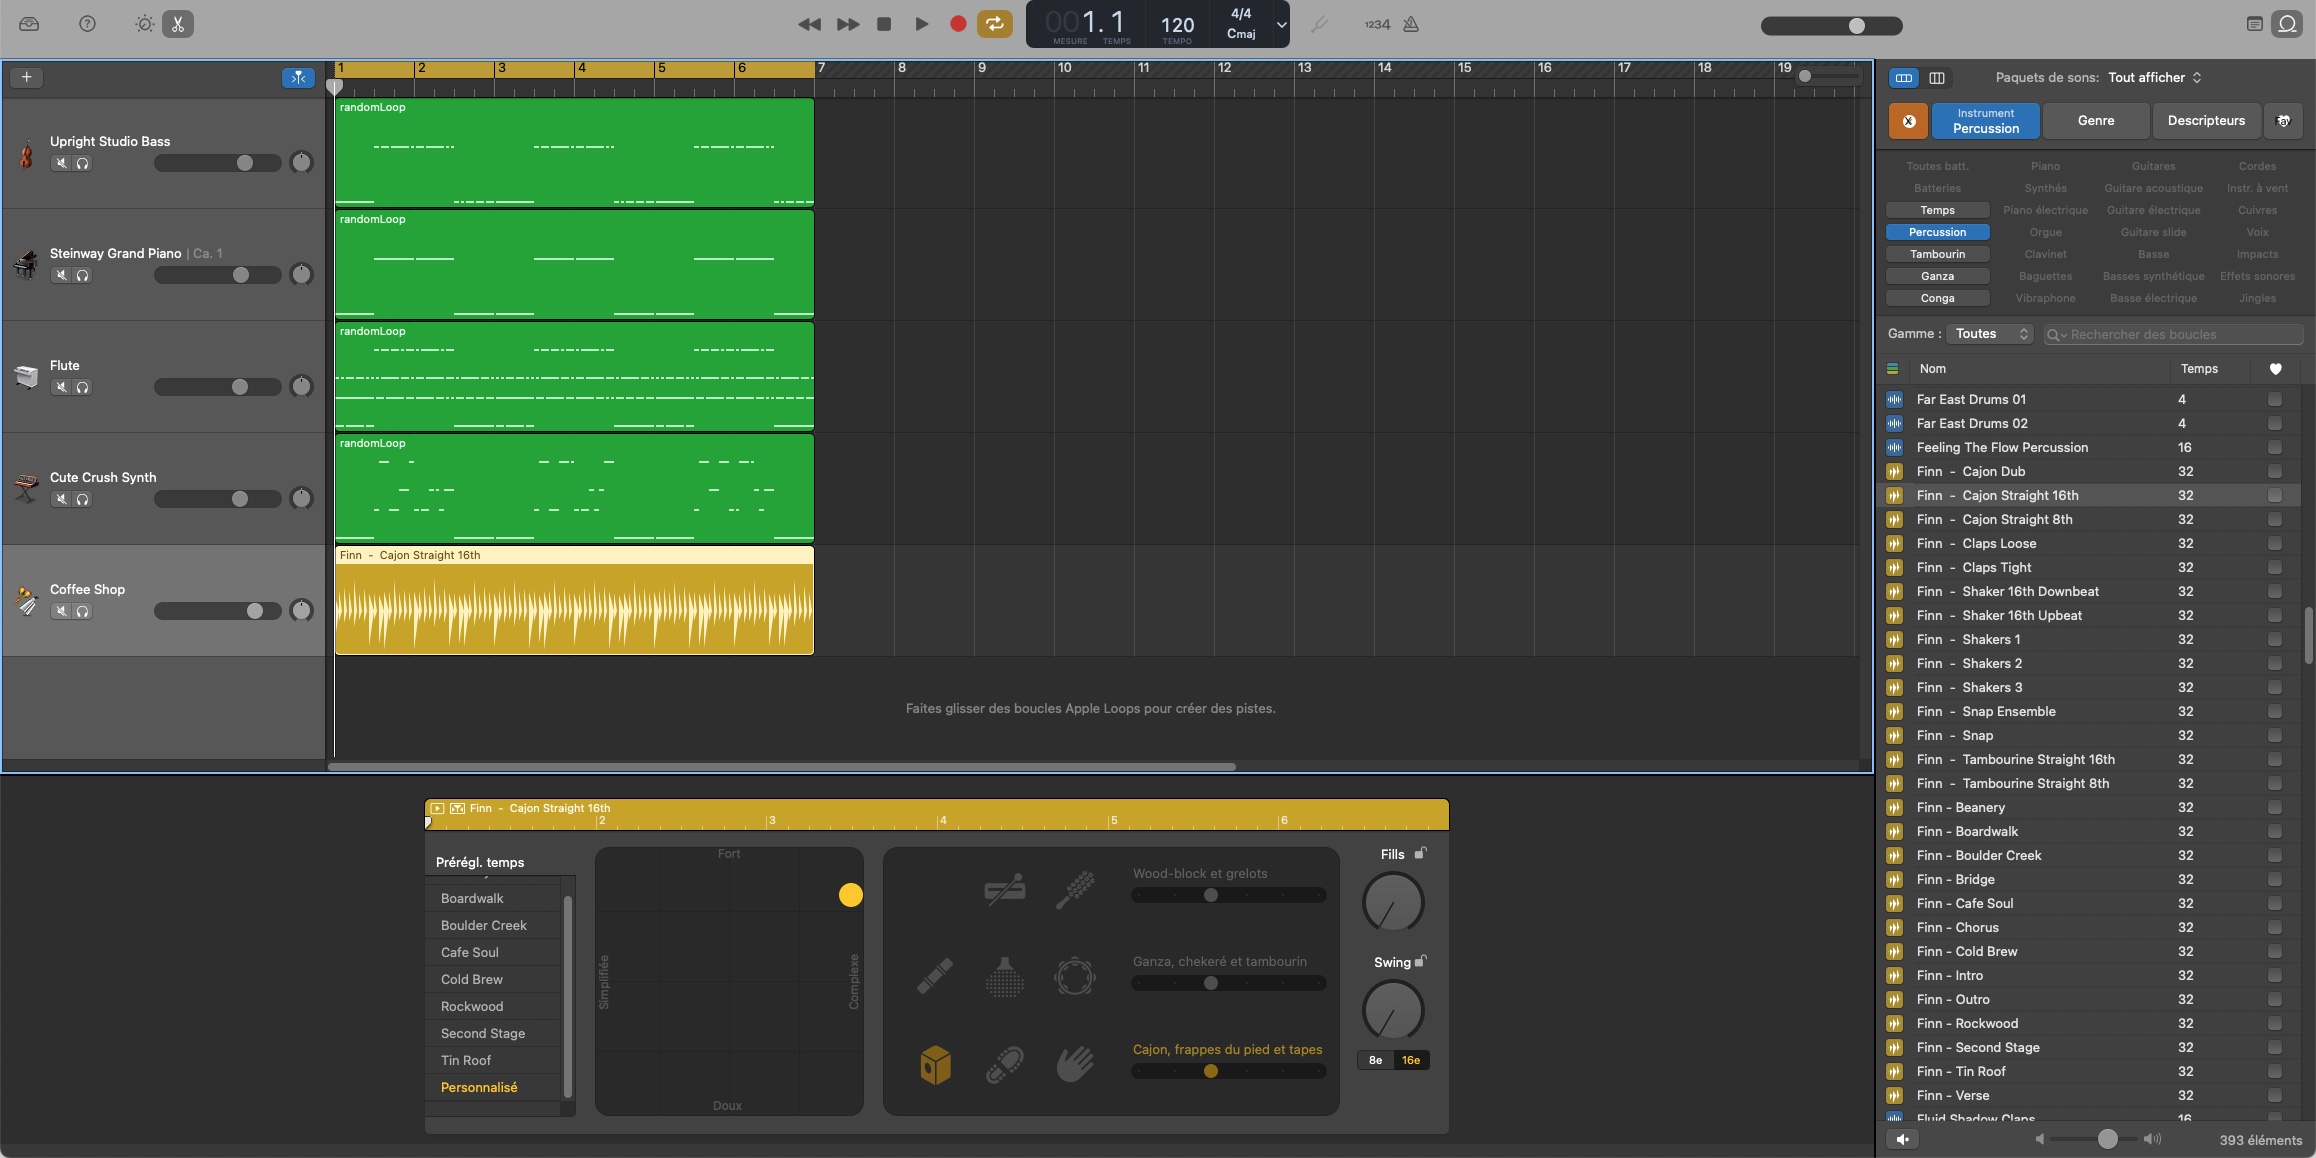 001.1
MESURE TEMPS
120
TEMPO
4/4
Cmaj
1234
1 2 3 4 5 6 7 8 9 10 11 12 13 14 15 16 17 18 19
Upright Studio Bass
randomLoop
Steinway Grand Piano | Ca. 1
randomLoop
Flute
randomLoop
Cute Crush Synth
randomLoop
Coffee Shop
Finn - Cajon Straight 16th
Faites glisser des boucles Apple Loops pour créer des pistes.
Finn - Cajon Straight 16th
2 3 4 5 6
Prérégl. temps
Boardwalk
Boulder Creek
Cafe Soul
Cold Brew
Rockwood
Second Stage
Tin Roof
Personnalisé
Fort
Simplifiée
Complexe
Doux
Wood-block et grelots
Ganza, chekeré et tambourin
Cajon, frappes du pied et tapes
Fills
Swing
8e 16e
Paquets de sons: Tout afficher
Instrument
Percussion
Genre
Descripteurs
Toutes batt. Piano Guitares Cordes
Batteries Synthés Guitare acoustique Instr. à vent
Temps Piano électrique Guitare électrique Cuivres
Percussion Orgue Guitare slide Voix
Tambourin Clavinet Basse Impacts
Ganza Baguettes Basses synthétique Effets sonores
Conga Vibraphone Basse électrique Jingles
Gamme : Toutes Rechercher des boucles
Nom Temps
Far East Drums 01 4
Far East Drums 02 4
Feeling The Flow Percussion 16
Finn - Cajon Dub 32
Finn - Cajon Straight 16th 32
Finn - Cajon Straight 8th 32
Finn - Claps Loose 32
Finn - Claps Tight 32
Finn - Shaker 16th Downbeat 32
Finn - Shaker 16th Upbeat 32
Finn - Shakers 1 32
Finn - Shakers 2 32
Finn - Shakers 3 32
Finn - Snap Ensemble 32
Finn - Snap 32
Finn - Tambourine Straight 16th 32
Finn - Tambourine Straight 8th 32
Finn - Beanery 32
Finn - Boardwalk 32
Finn - Boulder Creek 32
Finn - Bridge 32
Finn - Cafe Soul 32
Finn - Chorus 32
Finn - Cold Brew 32
Finn - Intro 32
Finn - Outro 32
Finn - Rockwood 32
Finn - Second Stage 32
Finn - Tin Roof 32
Finn - Verse 32
Fluid Shadow Claps 16
393 éléments